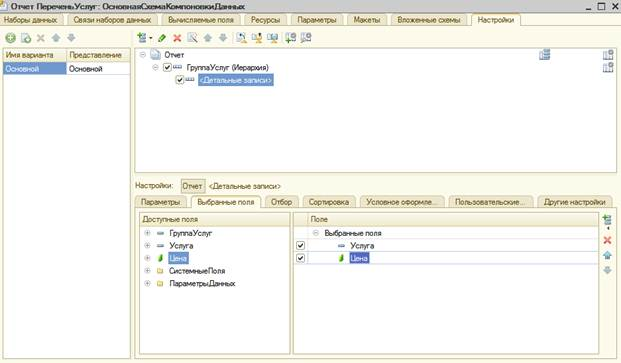 Отчет ПереченьУслуг: ОсновнаяСхемаКомпоновкиДанных
Наборы данных Связи наборов данных Вычисляемые поля Ресурсы Параметры Макеты Вложенные схемы Настройки
Имя варианта Представление
Основной Основной
Отчет
ГруппаУслуг (Иерархия)
<Детальные записи>
Настройки: Отчет <Детальные записи>
Параметры Выбранные поля Отбор Сортировка Условное оформле... Пользовательские... Другие настройки
Доступные поля
ГруппаУслуг
Услуга
Цена
СистемныеПоля
ПараметрыДанных
Поле
Выбранные поля
Услуга
Цена